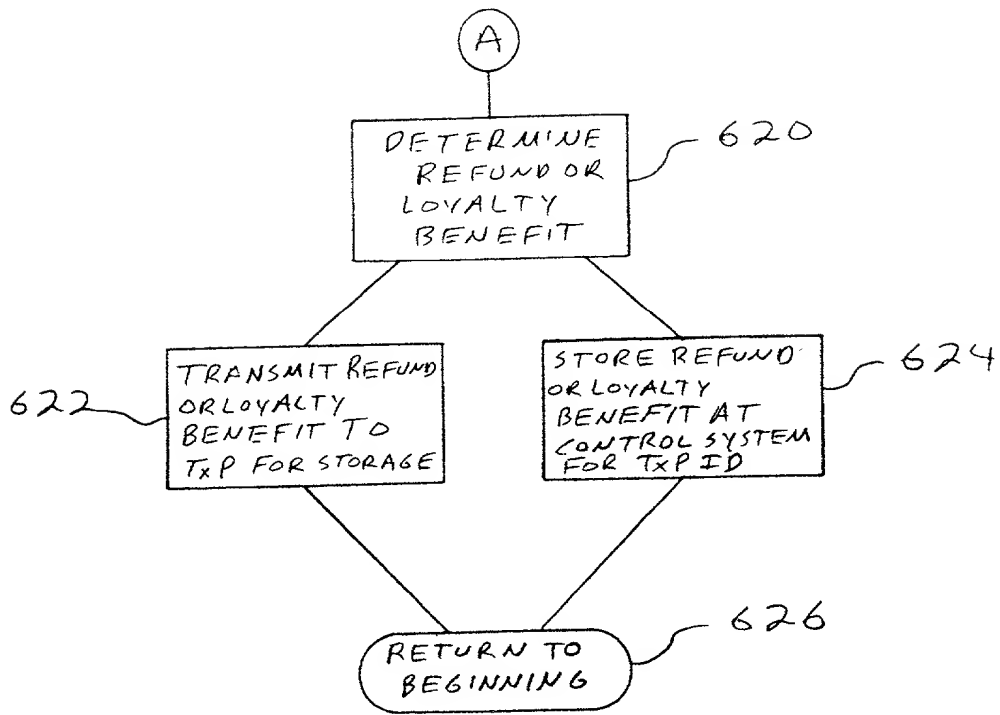 A
DETERMINE
REFUND OR
LOYALTY
BENEFIT
620
TRANSMIT REFUND
OR LOYALTY
BENEFIT TO
TxP FOR STORAGE
622
STORE REFUND
OR LOYALTY
BENEFIT AT
CONTROL SYSTEM
FOR TxP ID
624
RETURN TO
BEGINNING
626